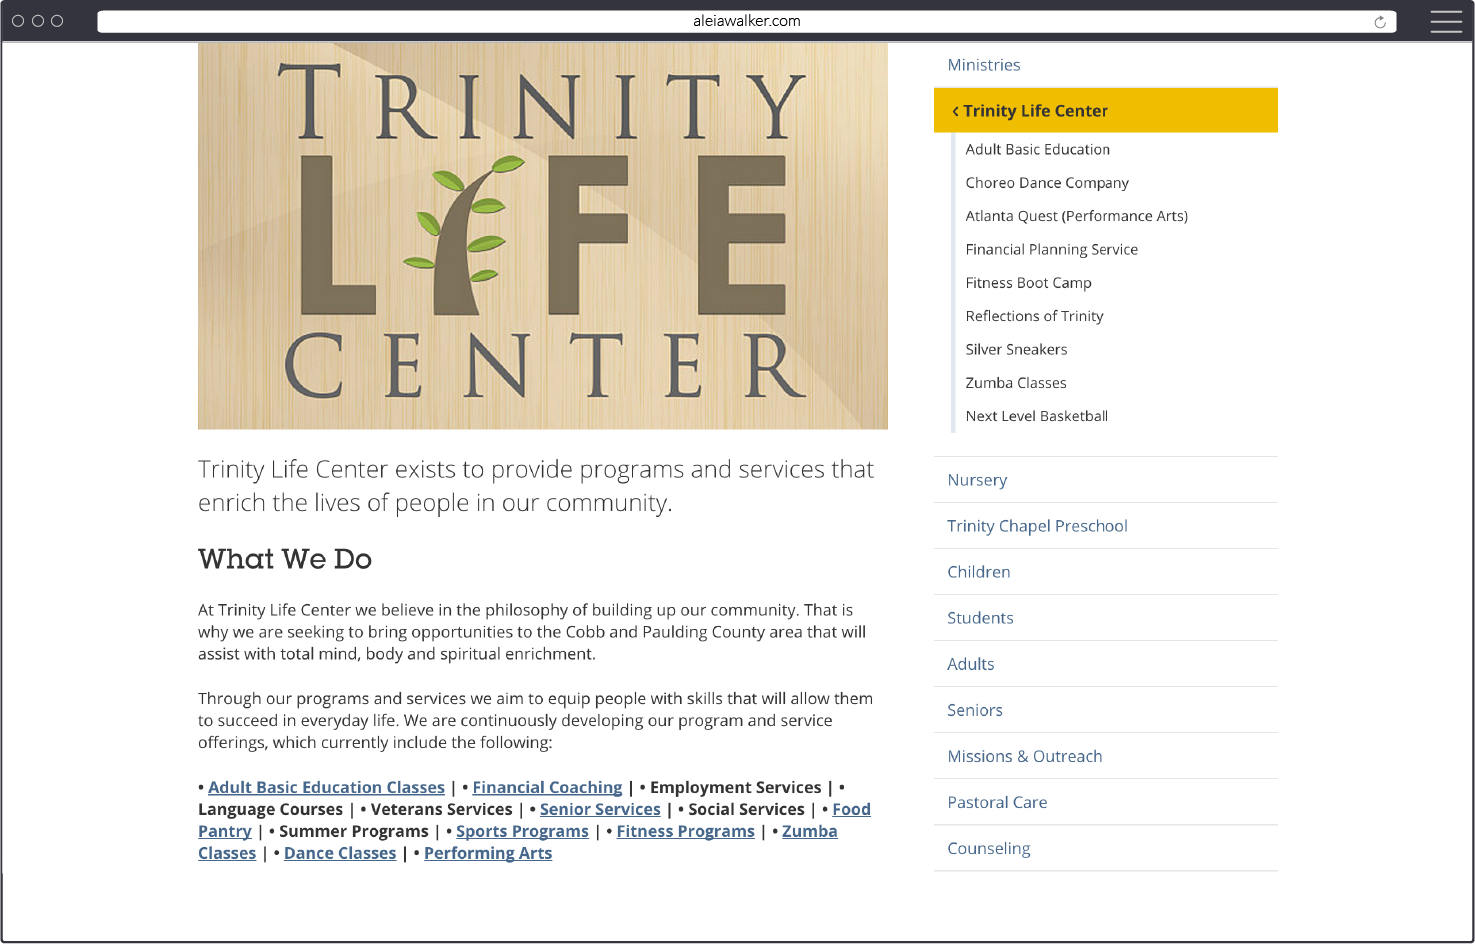 aleiawalker.com
TRINITY
LIFE
CENTER
Trinity Life Center exists to provide programs and services that
enrich the lives of people in our community.
What We Do
At Trinity Life Center we believe in the philosophy of building up our community. That is
why we are seeking to bring opportunities to the Cobb and Paulding County area that will
assist with total mind, body and spiritual enrichment.
Through our programs and services we aim to equip people with skills that will allow them
to succeed in everyday life. We are continuously developing our program and service
offerings, which currently include the following:
• Adult Basic Education Classes | • Financial Coaching | • Employment Services | •
Language Courses | • Veterans Services | • Senior Services | • Social Services | • Food
Pantry | • Summer Programs | • Sports Programs | • Fitness Programs | • Zumba
Classes | • Dance Classes | • Performing Arts
Ministries
‹ Trinity Life Center
Adult Basic Education
Choreo Dance Company
Atlanta Quest (Performance Arts)
Financial Planning Service
Fitness Boot Camp
Reflections of Trinity
Silver Sneakers
Zumba Classes
Next Level Basketball
Nursery
Trinity Chapel Preschool
Children
Students
Adults
Seniors
Missions & Outreach
Pastoral Care
Counseling